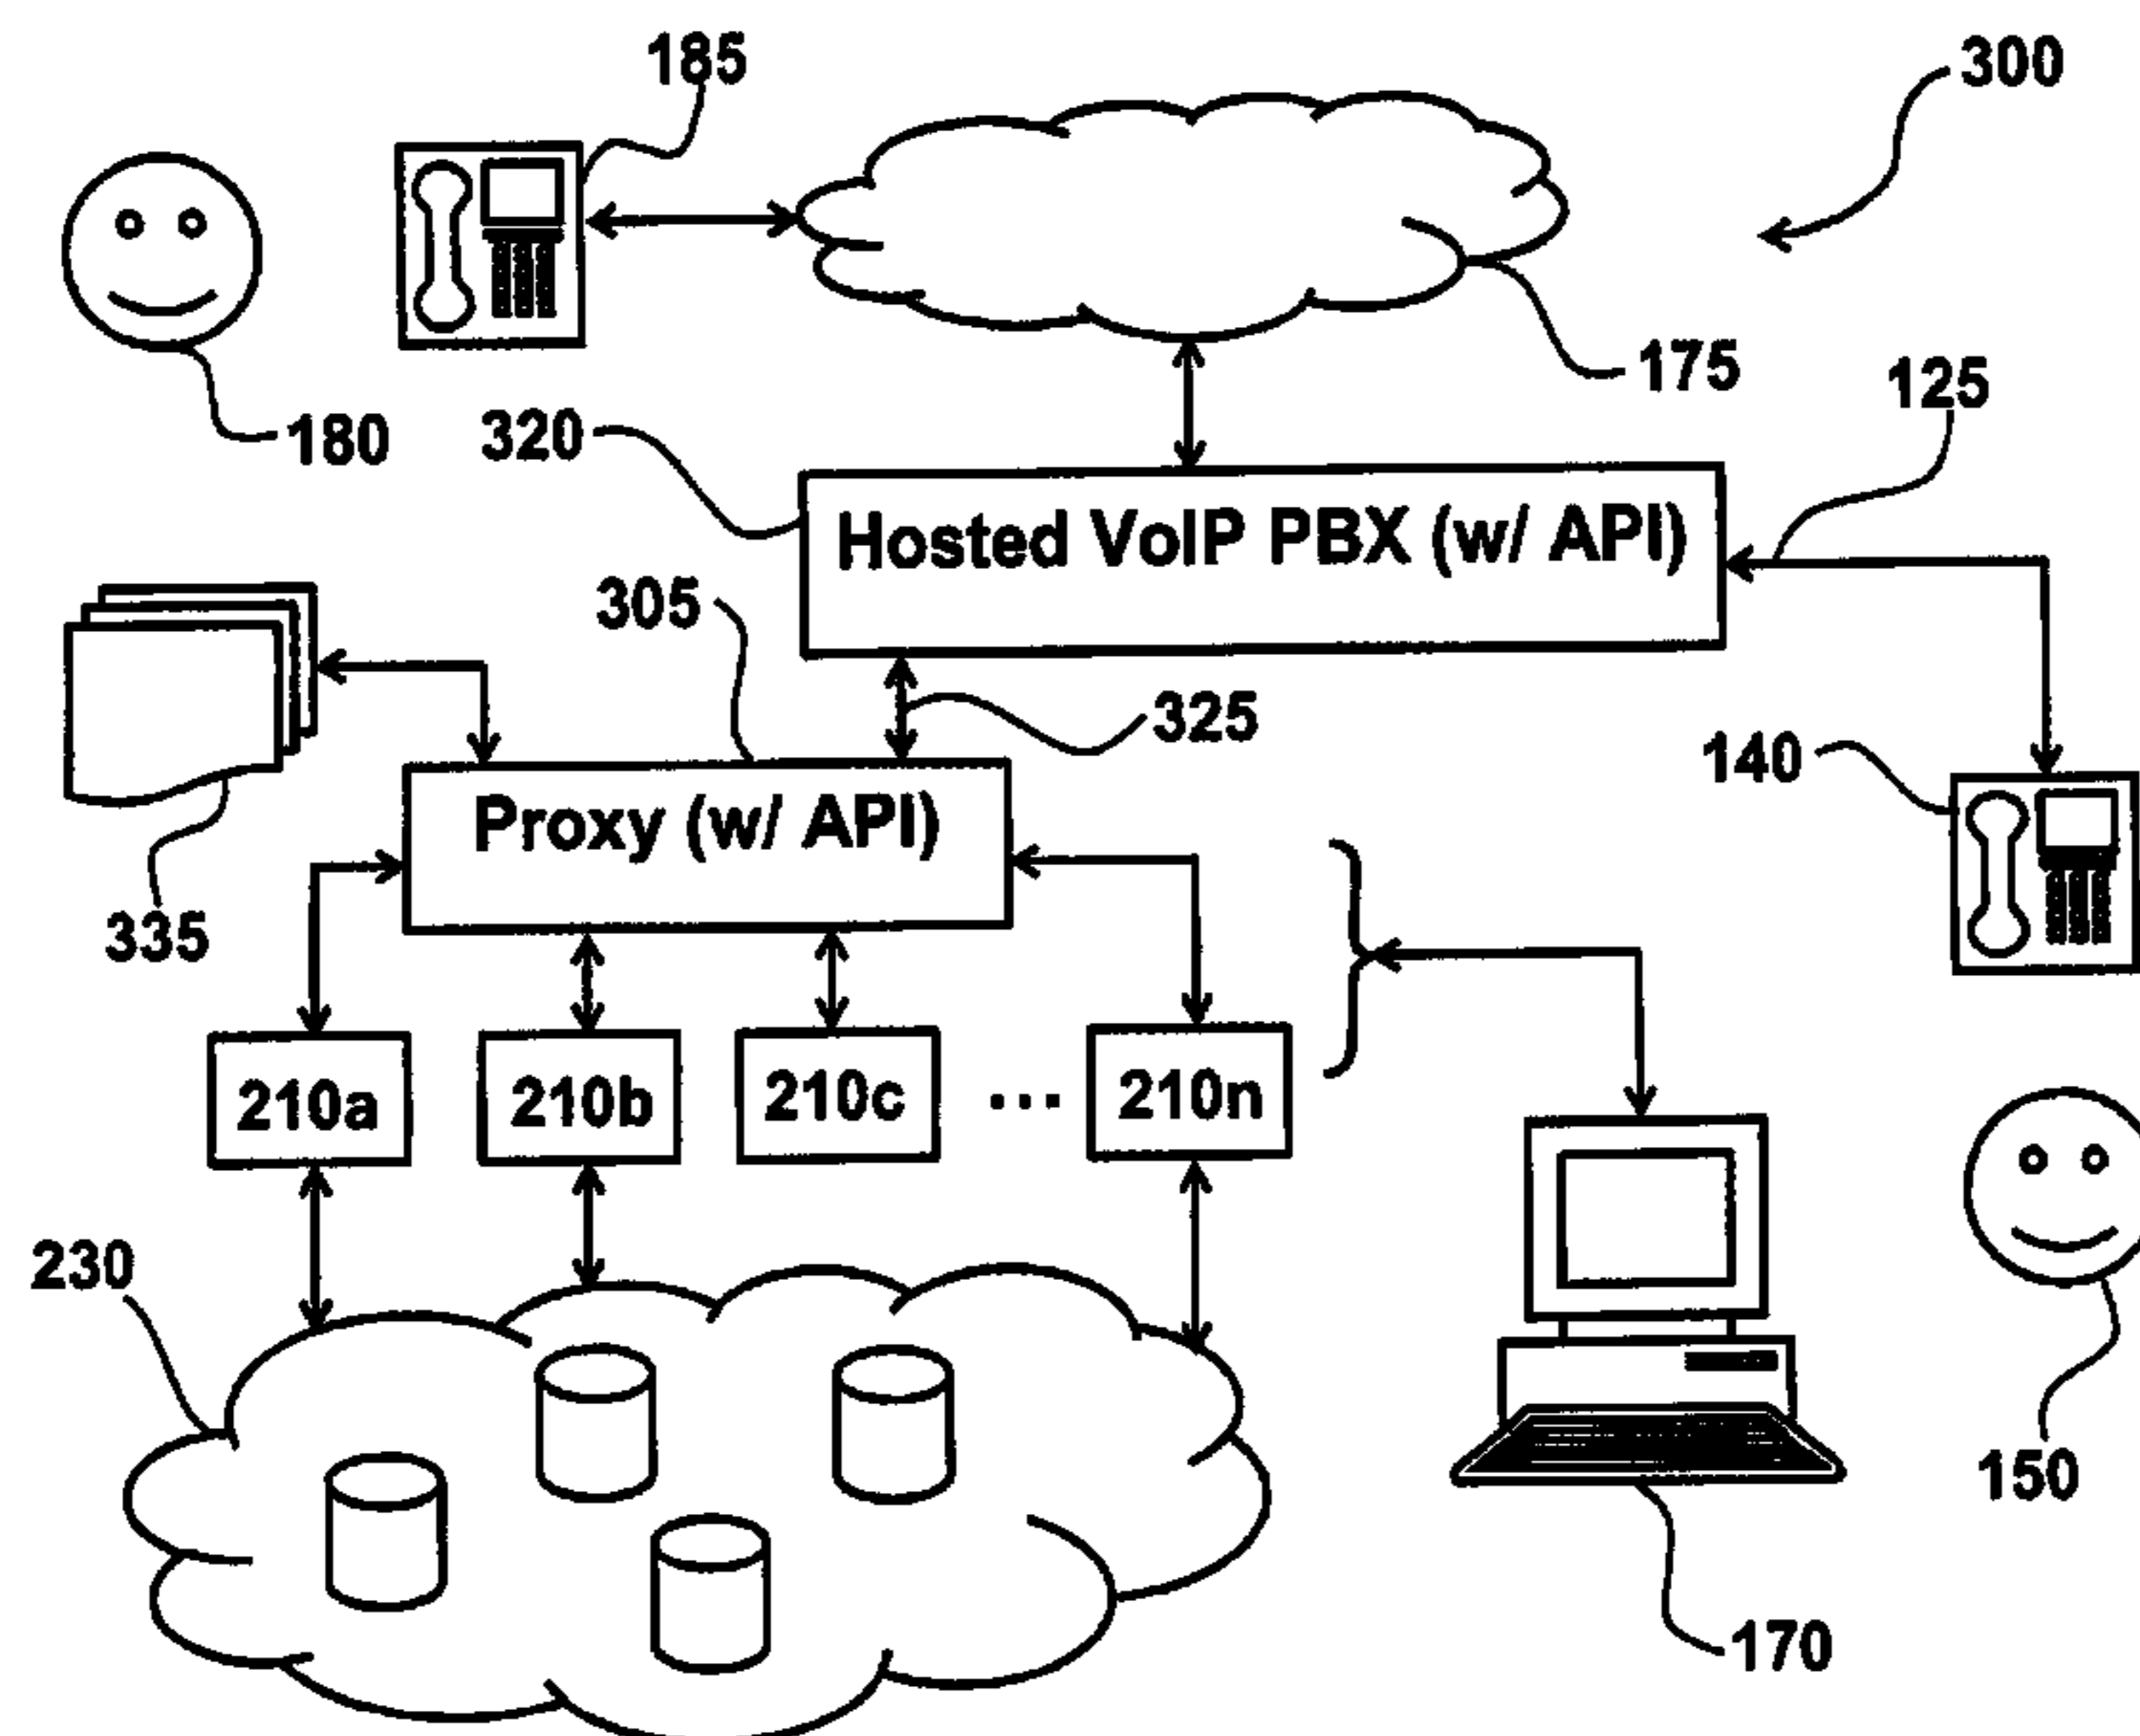 185
300
175
125
180
320
Hosted VoIP PBX (w/ API)
305
325
140
Proxy (w/ API)
335
210a
210b
210c
...
210n
230
150
170